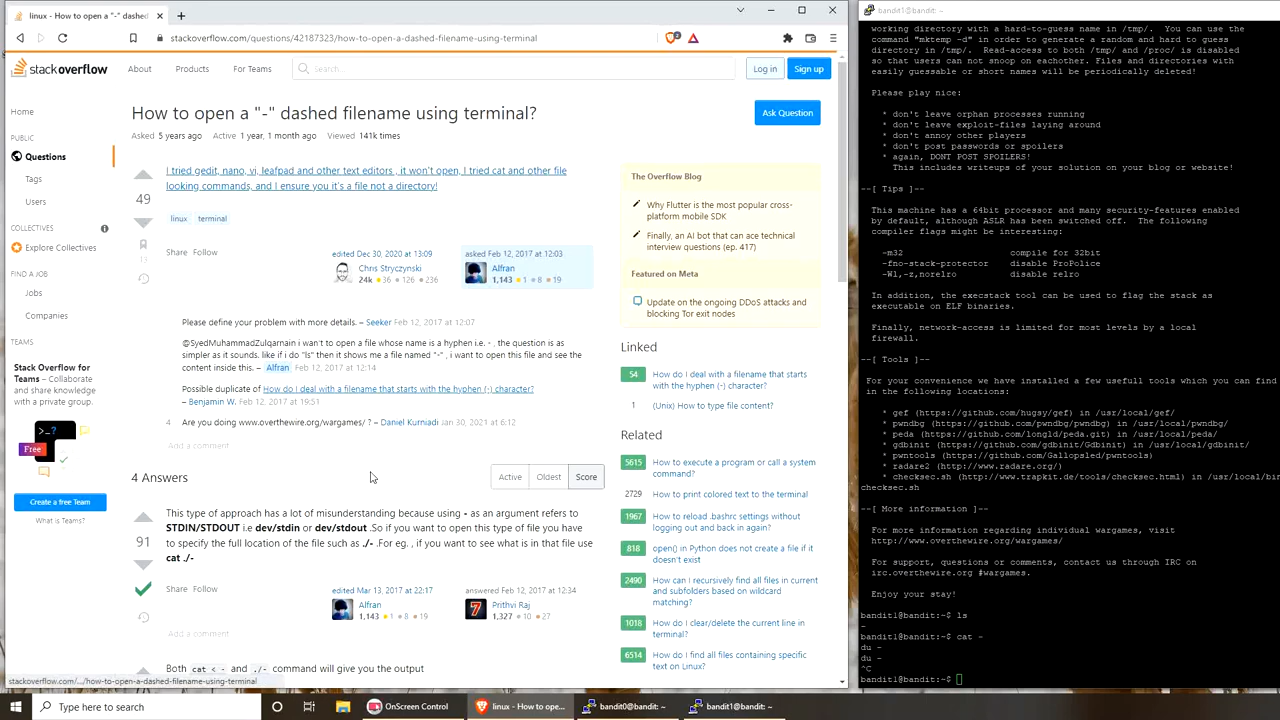 linux - How to open a "-" dashed
stackoverflow.com/questions/42187323/how-to-open-a-dashed-filename-using-terminal
2
stackoverflow
About
Products
For Teams
Search...
Log in
Sign up
Home
PUBLIC
Questions
Tags
Users
COLLECTIVES
Explore Collectives
FIND A JOB
Jobs
Companies
TEAMS
Stack Overflow for
Teams – Collaborate
and share knowledge
with a private group.
>_?
Free
Create a free Team
What is Teams?
How to open a "-" dashed filename using terminal?
Ask Question
Asked 5 years ago Active 1 year, 1 month ago Viewed 141k times
49
I tried gedit, nano, vi, leafpad and other text editors , it won't open, I tried cat and other file
looking commands, and I ensure you it's a file not a directory!
linux terminal
Share Follow
edited Dec 30, 2020 at 13:09
Chris Stryczynski
24k 36 126 236
asked Feb 12, 2017 at 12:03
Alfran
1,143 1 8 19
Please define your problem with more details. – Seeker Feb 12, 2017 at 12:07
@SyedMuhammadZulqarnain i wan't to open a file whose name is a hyphen i.e. - , the question is as
simpler as it sounds. like if i do "ls" then it shows me a file named "-" , i want to open this file and see the
content inside this. – Alfran Feb 12, 2017 at 12:14
Possible duplicate of How do I deal with a filename that starts with the hyphen (-) character?
– Benjamin W. Feb 12, 2017 at 19:51
4 Are you doing www.overthewire.org/wargames/ ? – Daniel Kurniadi Jan 30, 2021 at 6:12
Add a comment
4 Answers
Active Oldest Score
91
This type of approach has a lot of misunderstanding because using - as an argument refers to
STDIN/STDOUT i.e dev/stdin or dev/stdout .So if you want to open this type of file you have
to specify the full location of the file such as ./- .For eg. , if you want to see what is in that file use
cat ./-
Share Follow
edited Mar 13, 2017 at 22:17
Alfran
1,143 1 8 19
answered Feb 12, 2017 at 12:34
Prithvi Raj
1,327 10 27
Add a comment
Both cat < - and ./- command will give you the output
stackoverflow.com/.../how-to-open-a-dashed-filename-using-terminal
The Overflow Blog
Why Flutter is the most popular cross-
platform mobile SDK
Finally, an AI bot that can ace technical
interview questions (ep. 417)
Featured on Meta
Update on the ongoing DDoS attacks and
blocking Tor exit nodes
Linked
54 How do I deal with a filename that starts
with the hyphen (-) character?
1 (Unix) How to type file content?
Related
5615 How to execute a program or call a system
command?
2729 How to print colored text to the terminal
1967 How to reload .bashrc settings without
logging out and back in again?
818 open() in Python does not create a file if it
doesn't exist
2490 How can I recursively find all files in current
and subfolders based on wildcard
matching?
1018 How do I clear/delete the current line in
terminal?
6514 How do I find all files containing specific
text on Linux?
bandit1@bandit: ~
working directory with a hard-to-guess name in /tmp/. You can use the
command "mktemp -d" in order to generate a random and hard to guess
directory in /tmp/. Read-access to both /tmp/ and /proc/ is disabled
so that users can not snoop on eachother. Files and directories with
easily guessable or short names will be periodically deleted!
Please play nice:
* don't leave orphan processes running
* don't leave exploit-files laying around
* don't annoy other players
* don't post passwords or spoilers
* again, DONT POST SPOILERS!
This includes writeups of your solution on your blog or website!
--[ Tips ]--
This machine has a 64bit processor and many security-features enabled
by default, although ASLR has been switched off. The following
compiler flags might be interesting:
-m32 compile for 32bit
-fno-stack-protector disable ProPolice
-Wl,-z,norelro disable relro
In addition, the execstack tool can be used to flag the stack as
executable on ELF binaries.
Finally, network-access is limited for most levels by a local
firewall.
--[ Tools ]--
For your convenience we have installed a few usefull tools which you can find
in the following locations:
* gef (https://github.com/hugsy/gef) in /usr/local/gef/
* pwndbg (https://github.com/pwndbg/pwndbg) in /usr/local/pwndbg/
* peda (https://github.com/longld/peda.git) in /usr/local/peda/
* gdbinit (https://github.com/gdbinit/Gdbinit) in /usr/local/gdbinit/
* pwntools (https://github.com/Gallopsled/pwntools)
* radare2 (http://www.radare.org/)
* checksec.sh (http://www.trapkit.de/tools/checksec.html) in /usr/local/bin
checksec.sh
--[ More information ]--
For more information regarding individual wargames, visit
http://www.overthewire.org/wargames/
For support, questions or comments, contact us through IRC on
irc.overthewire.org #wargames.
Enjoy your stay!
bandit1@bandit:~$ ls
-
bandit1@bandit:~$ cat -
du -
du -
^C
bandit1@bandit:~$
Type here to search
OnScreen Control
linux - How to ope...
bandit0@bandit: ~
bandit1@bandit: ~